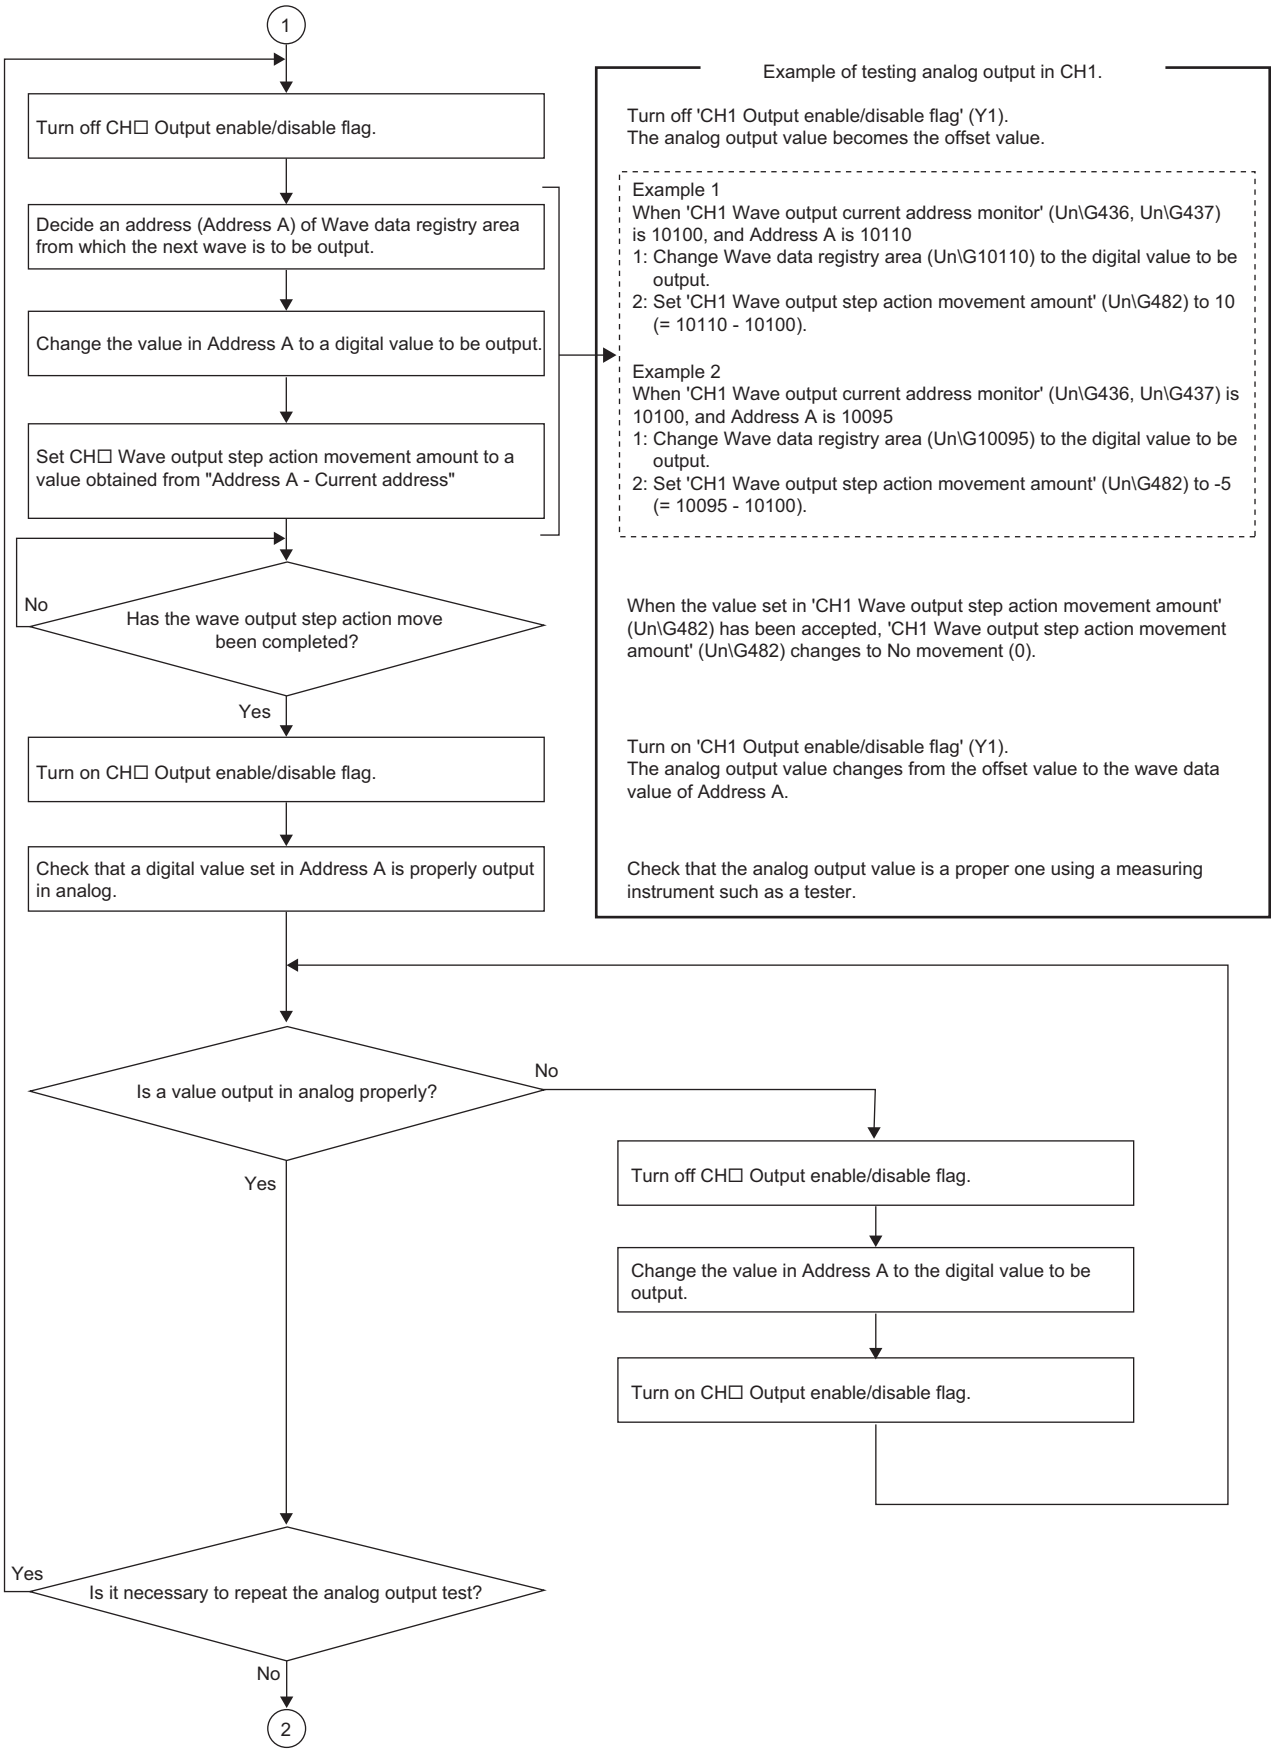 1
Turn off CH□ Output enable/disable flag.
Decide an address (Address A) of Wave data registry area
from which the next wave is to be output.
Change the value in Address A to a digital value to be output.
Set CH□ Wave output step action movement amount to a
value obtained from "Address A - Current address"
No
Has the wave output step action move
been completed?
Yes
Turn on CH□ Output enable/disable flag.
Check that a digital value set in Address A is properly output
in analog.
Example of testing analog output in CH1.
Turn off 'CH1 Output enable/disable flag' (Y1).
The analog output value becomes the offset value.
Example 1
When 'CH1 Wave output current address monitor' (Un\G436, Un\G437)
is 10100, and Address A is 10110
1: Change Wave data registry area (Un\G10110) to the digital value to be
output.
2: Set 'CH1 Wave output step action movement amount' (Un\G482) to 10
(= 10110 - 10100).
Example 2
When 'CH1 Wave output current address monitor' (Un\G436, Un\G437) is
10100, and Address A is 10095
1: Change Wave data registry area (Un\G10095) to the digital value to be
output.
2: Set 'CH1 Wave output step action movement amount' (Un\G482) to -5
(= 10095 - 10100).
When the value set in 'CH1 Wave output step action movement amount'
(Un\G482) has been accepted, 'CH1 Wave output step action movement
amount' (Un\G482) changes to No movement (0).
Turn on 'CH1 Output enable/disable flag' (Y1).
The analog output value changes from the offset value to the wave data
value of Address A.
Check that the analog output value is a proper one using a measuring
instrument such as a tester.
Is a value output in analog properly?
No
Yes
Turn off CH□ Output enable/disable flag.
Change the value in Address A to the digital value to be
output.
Turn on CH□ Output enable/disable flag.
Yes
Is it necessary to repeat the analog output test?
No
2